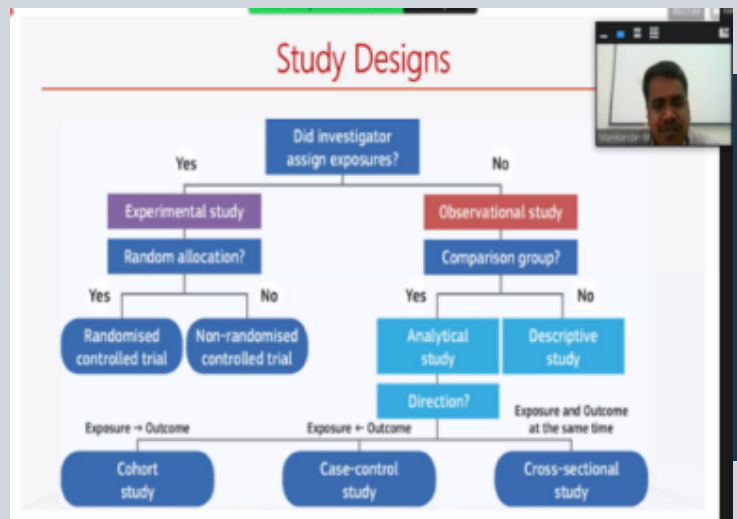 Study Designs
Did investigator
assign exposures?
Yes
No
Experimental study
Observational study
Random allocation?
Comparison group?
Yes
No
Yes
No
Randomised
controlled trial
Non-randomised
controlled trial
Analytical
study
Descriptive
study
Direction?
Exposure → Outcome
Exposure ← Outcome
Exposure and Outcome
at the same time
Cohort
study
Case-control
study
Cross-sectional
study